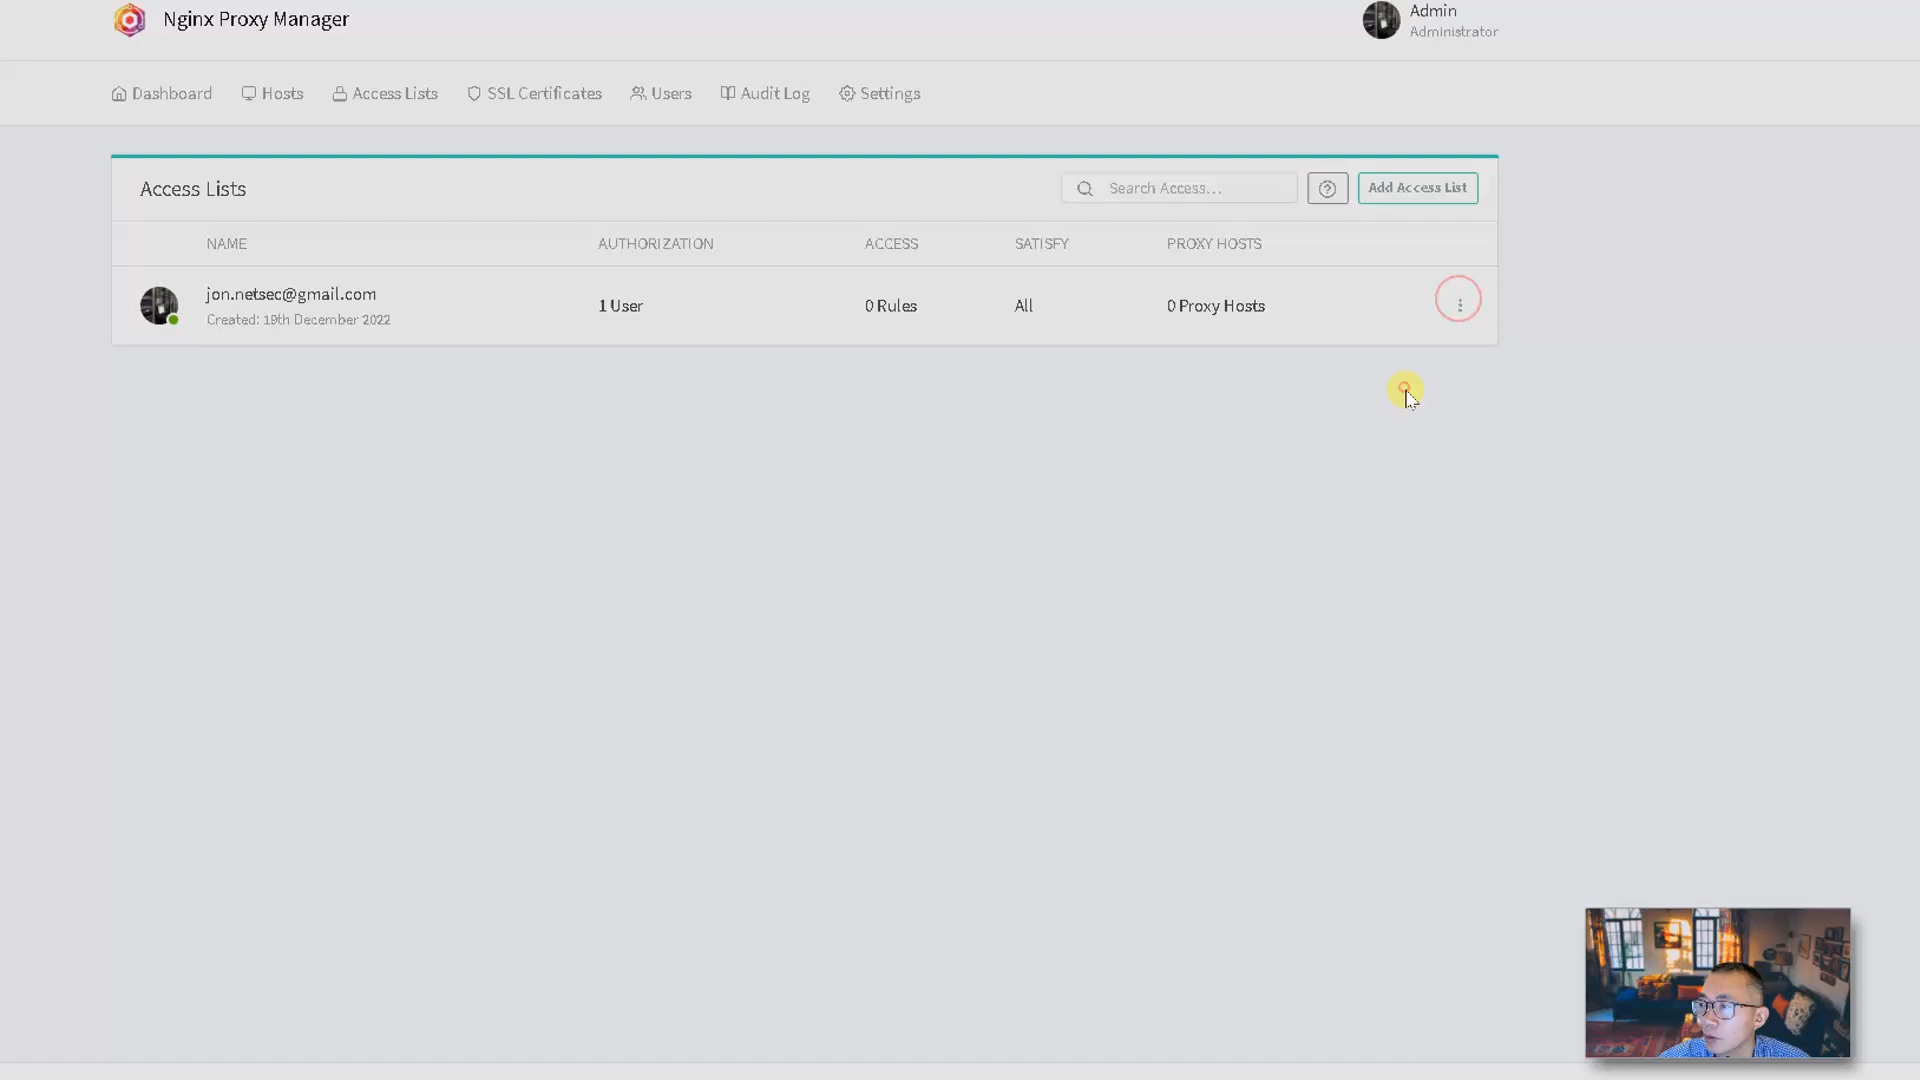 Nginx Proxy Manager
Admin
Administrator
Dashboard
Hosts
Access Lists
SSL Certificates
Users
Audit Log
Settings
Access Lists
Search Access...
Add Access List
NAME
AUTHORIZATION
ACCESS
SATISFY
PROXY HOSTS
jon.netsec@gmail.com
Created: 19th December 2022
1 User
0 Rules
All
0 Proxy Hosts